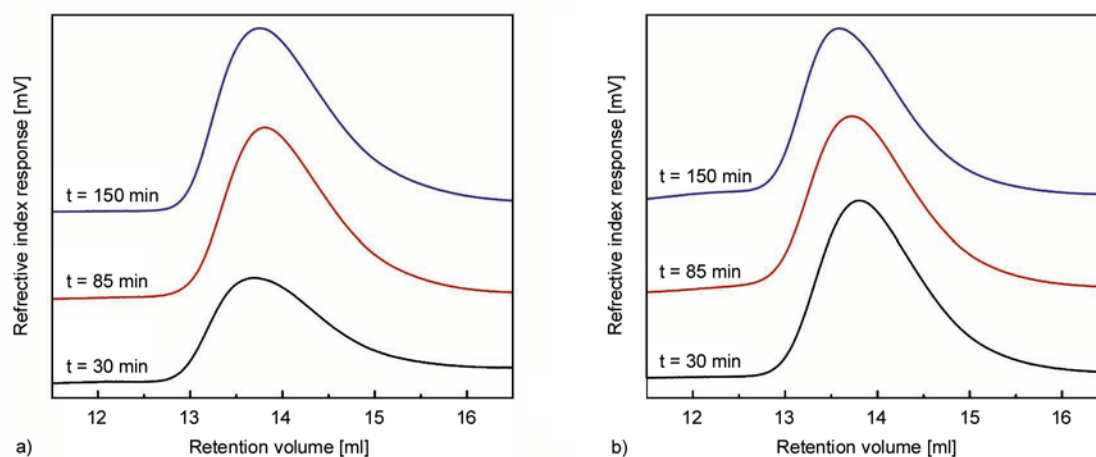 Refrective index response [mV]
t = 150 min
t = 85 min
t = 30 min
12 13 14 15 16
a) Retention volume [ml]
Refrective index response [mV]
t = 150 min
t = 85 min
t = 30 min
12 13 14 15 16
b) Retention volume [ml]